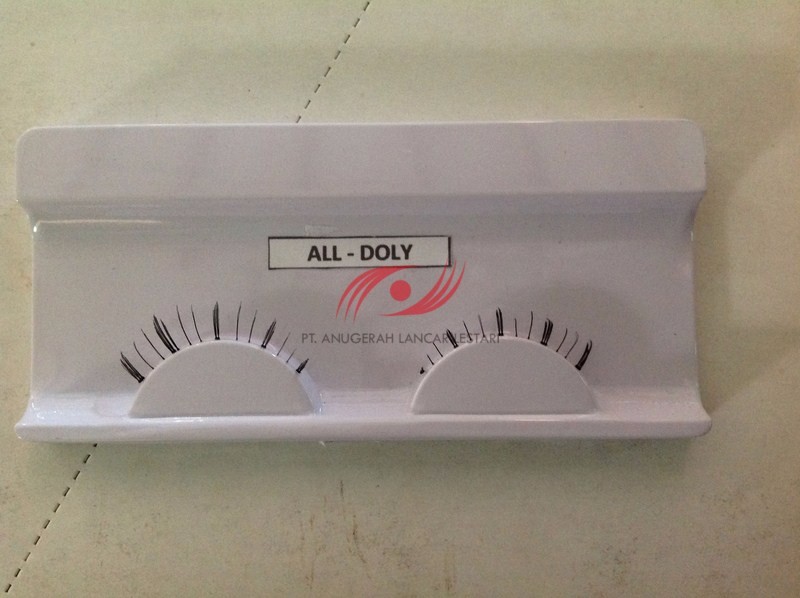 ALL - DOLY
PT. ANUGERAH LANCAR LESTARI